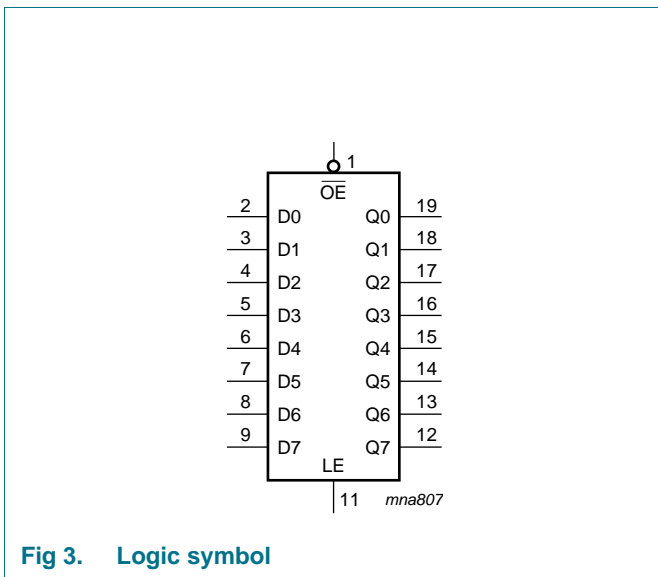 1
OE
2 D0 Q0 19
3 D1 Q1 18
4 D2 Q2 17
5 D3 Q3 16
6 D4 Q4 15
7 D5 Q5 14
8 D6 Q6 13
9 D7 Q7 12
LE
11 mna807
Fig 3. Logic symbol